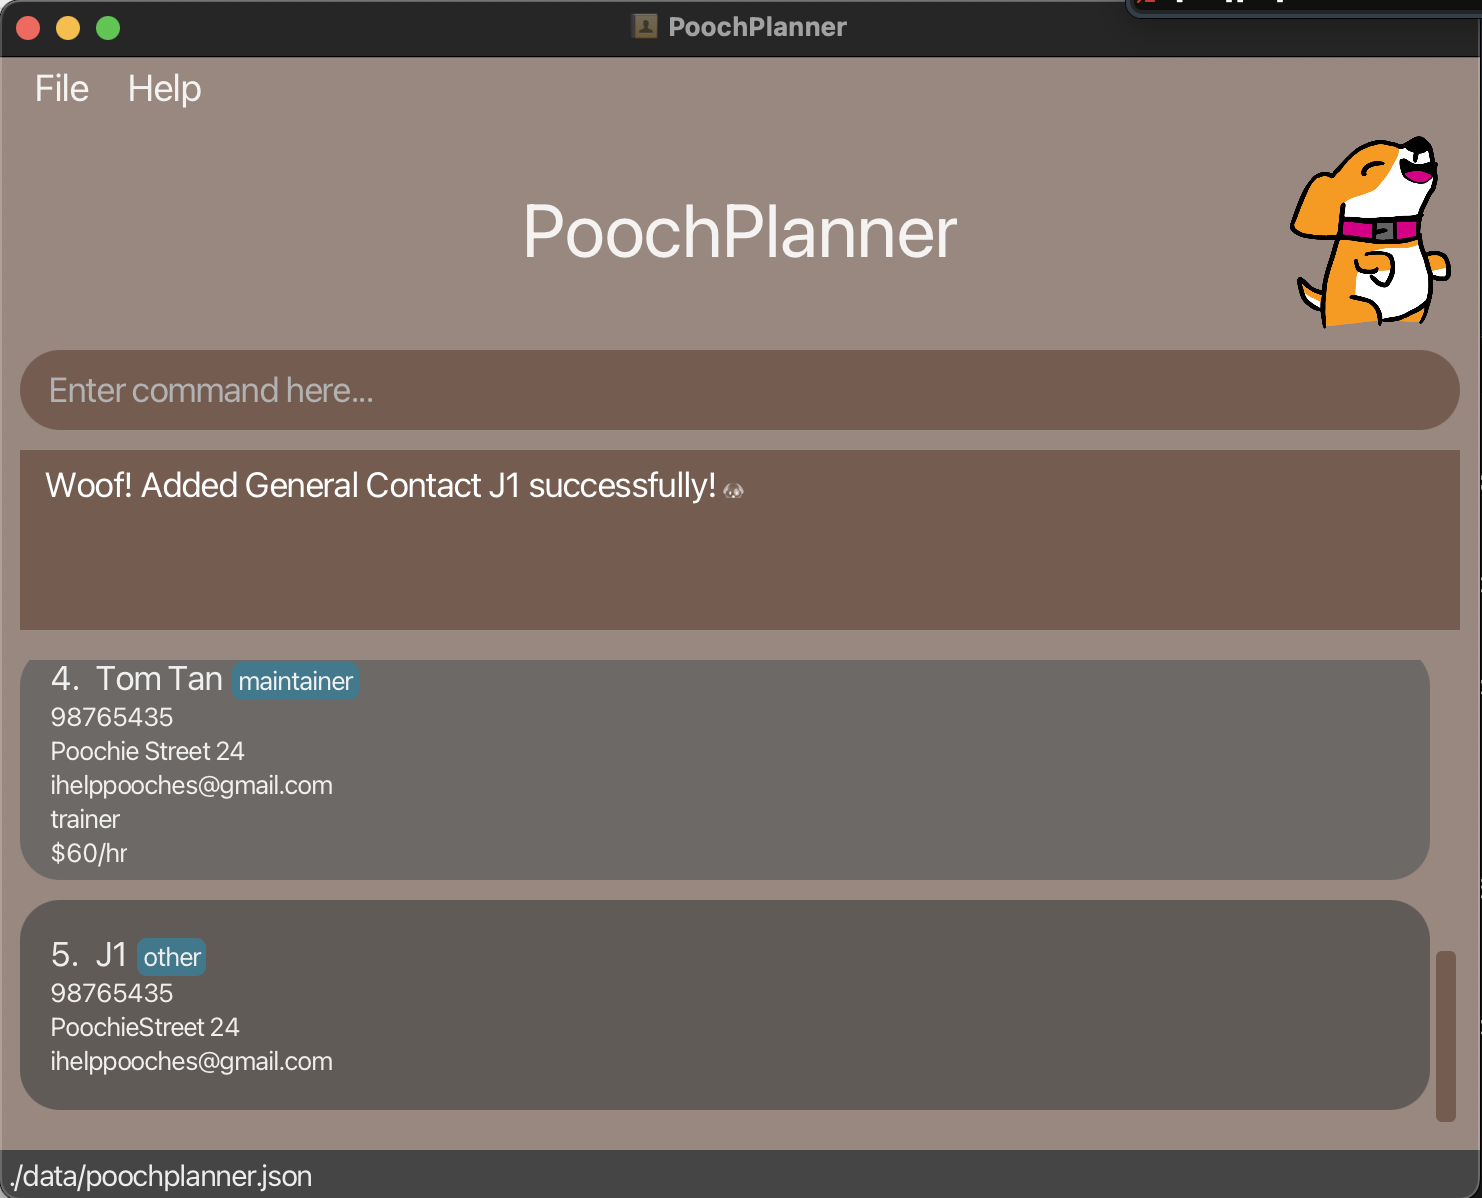 PoochPlanner
File Help
PoochPlanner
Enter command here...
Woof! Added General Contact J1 successfully!
4. Tom Tan maintainer
98765435
Poochie Street 24
ihelppooches@gmail.com
trainer
$60/hr
5. J1 other
98765435
PoochieStreet 24
ihelppooches@gmail.com
./data/poochplanner.json